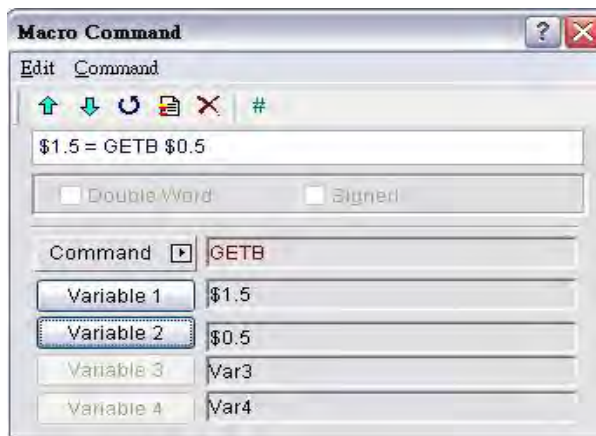 Macro Command
Edit Command
#
$1.5 = GETB $0.5
Double Word Signed
Command GETB
Variable 1 $1.5
Variable 2 $0.5
Variable 3 Var3
Variable 4 Var4